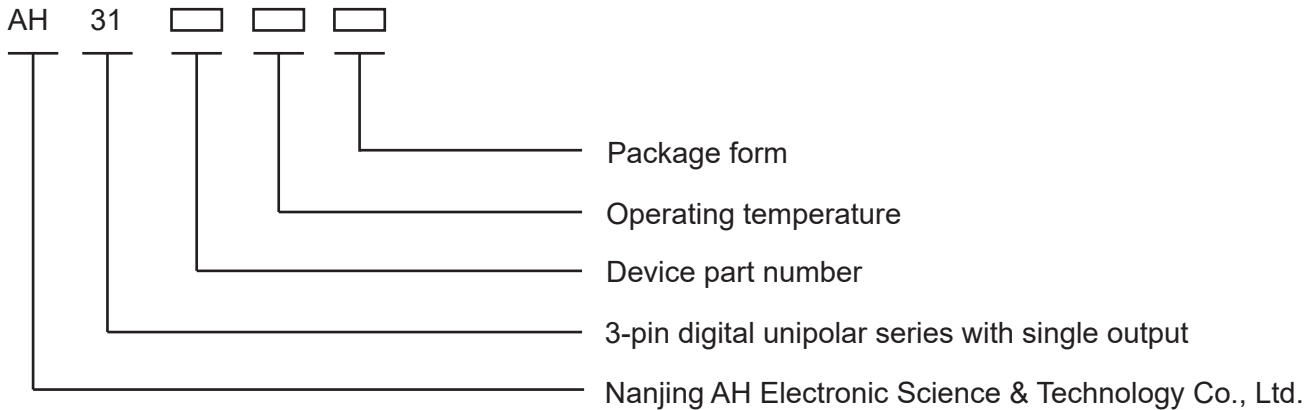 AH 31
Package form
Operating temperature
Device part number
3-pin digital unipolar series with single output
Nanjing AH Electronic Science & Technology Co., Ltd.